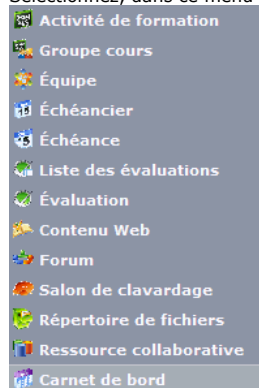 Sélectionnez, dans ce menu
Activité de formation
Groupe cours
Équipe
Échéancier
Échéance
Liste des évaluations
Évaluation
Contenu Web
Forum
Salon de clavardage
Répertoire de fichiers
Ressource collaborative
Carnet de bord